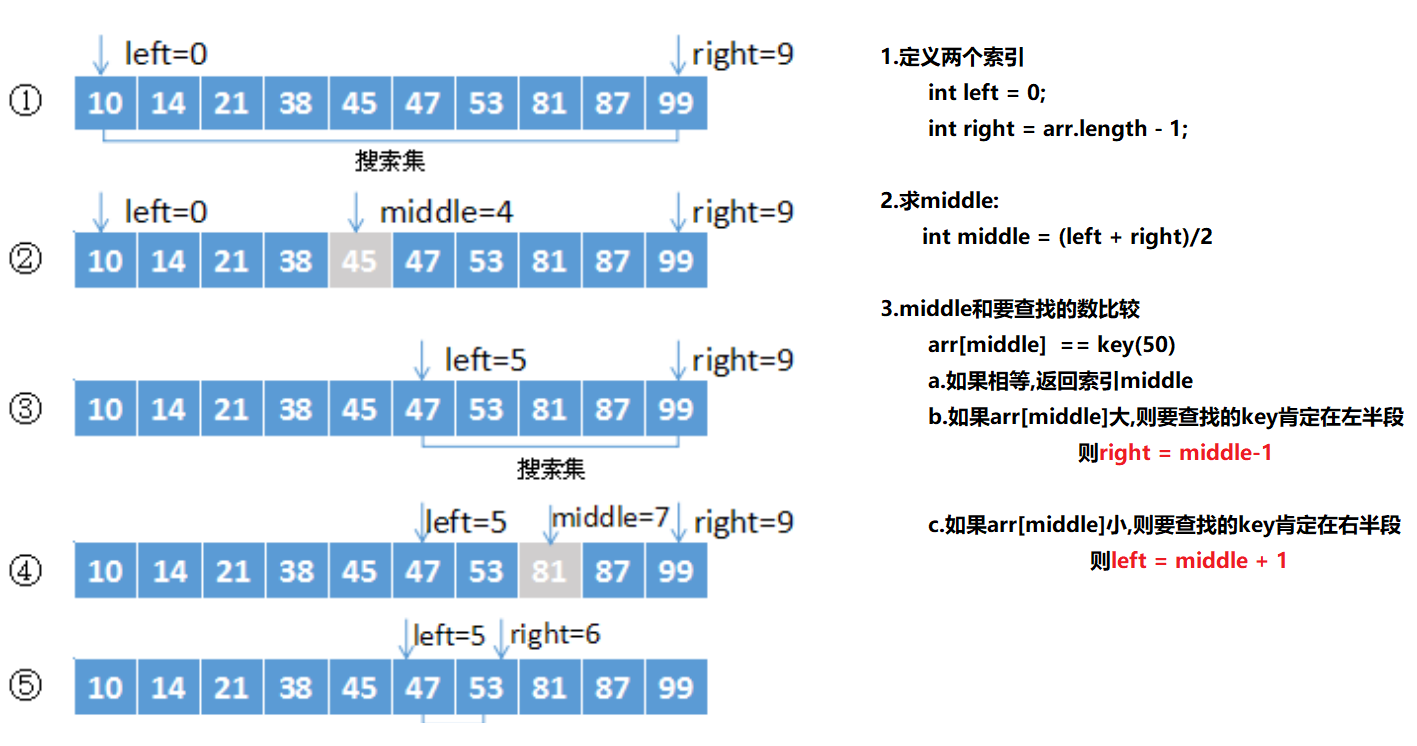 left=0 right=9
① 10 14 21 38 45 47 53 81 87 99
搜索集
left=0 middle=4 right=9
② 10 14 21 38 45 47 53 81 87 99
left=5 right=9
③ 10 14 21 38 45 47 53 81 87 99
搜索集
left=5 middle=7 right=9
④ 10 14 21 38 45 47 53 81 87 99
left=5 right=6
⑤ 10 14 21 38 45 47 53 81 87 99
1.定义两个索引
int left = 0;
int right = arr.length - 1;
2.求middle:
int middle = (left + right)/2
3.middle和要查找的数比较
arr[middle] == key(50)
a.如果相等,返回索引middle
b.如果arr[middle]大,则要查找的key肯定在左半段
则right = middle-1
c.如果arr[middle]小,则要查找的key肯定在右半段
则left = middle + 1